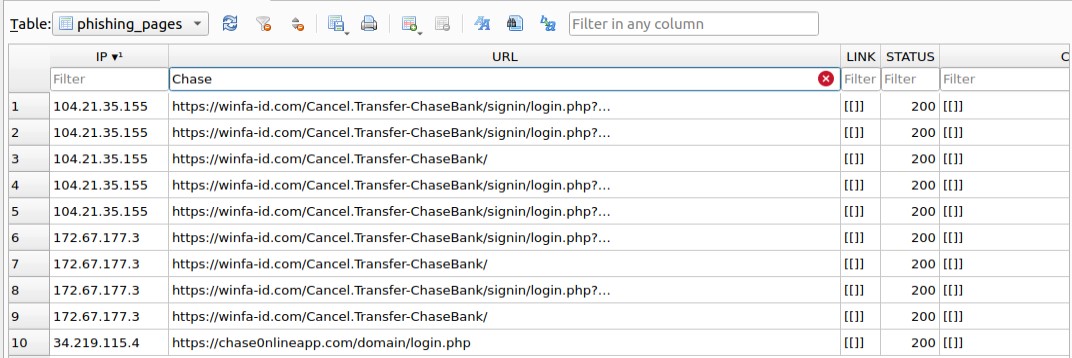 Table: phishing_pages Filter in any column
IP ▼¹ URL LINK STATUS C
Filter Chase Filter Filter Filter
1 104.21.35.155 https://winfa-id.com/Cancel.Transfer-ChaseBank/signin/login.php?... [[]] 200 [[]]
2 104.21.35.155 https://winfa-id.com/Cancel.Transfer-ChaseBank/signin/login.php?... [[]] 200 [[]]
3 104.21.35.155 https://winfa-id.com/Cancel.Transfer-ChaseBank/ [[]] 200 [[]]
4 104.21.35.155 https://winfa-id.com/Cancel.Transfer-ChaseBank/signin/login.php?... [[]] 200 [[]]
5 104.21.35.155 https://winfa-id.com/Cancel.Transfer-ChaseBank/signin/login.php?... [[]] 200 [[]]
6 172.67.177.3 https://winfa-id.com/Cancel.Transfer-ChaseBank/signin/login.php?... [[]] 200 [[]]
7 172.67.177.3 https://winfa-id.com/Cancel.Transfer-ChaseBank/ [[]] 200 [[]]
8 172.67.177.3 https://winfa-id.com/Cancel.Transfer-ChaseBank/signin/login.php?... [[]] 200 [[]]
9 172.67.177.3 https://winfa-id.com/Cancel.Transfer-ChaseBank/ [[]] 200 [[]]
10 34.219.115.4 https://chase0nlineapp.com/domain/login.php [[]] 200 [[]]